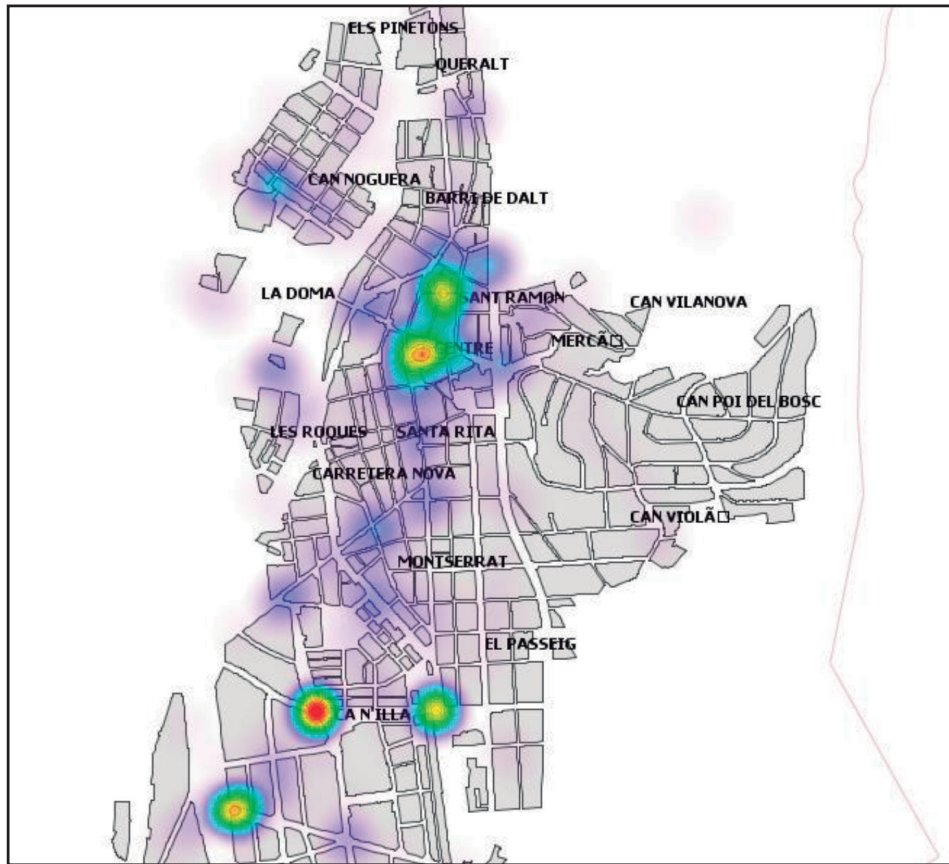 ELS PINETONS
QUERALT
CAN NOGUERA
BARRI DE DALT
LA DOMA
SANT RAMON
CAN VILANOVA
MERCÃ□
CENTRE
CAN POI DEL BOSC
LES ROQUES
SANTA RITA
CARRETERA NOVA
CAN VIOLÃ□
MONTSERRAT
EL PASSEIG
CA N'ILLA